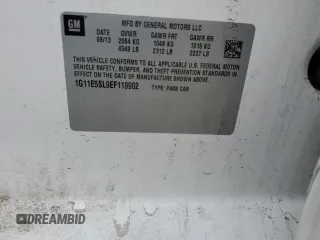 GM
MFD BY GENERAL MOTORS LLC
DATE GVWR GAWR FRT GAWR RR
09/13 2064 KG 1049 KG 1015 KG
4549 LB 2312 LB 2237 LB
THIS VEHICLE CONFORMS TO ALL APPLICABLE U.S. FEDERAL MOTOR
VEHICLE SAFETY, BUMPER, AND THEFT PREVENTION STANDARDS
IN EFFECT ON THE DATE OF MANUFACTURE SHOWN ABOVE.
1G11E5SL9EF119902 TYPE: PASS CAR
DREAMBID